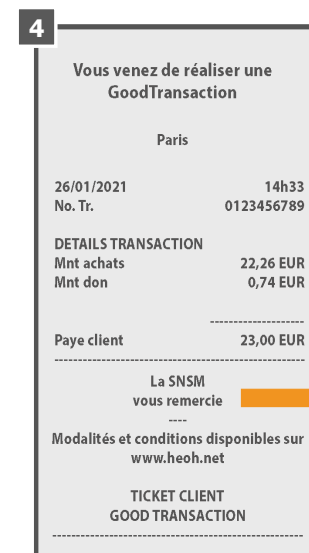 4
Vous venez de réaliser une
GoodTransaction
Paris
26/01/2021 14h33
No. Tr. 0123456789
DETAILS TRANSACTION
Mnt achats 22,26 EUR
Mnt don 0,74 EUR
--------------------
Paye client 23,00 EUR
------------------------------------------------------
La SNSM
vous remercie
----
Modalités et conditions disponibles sur
www.heoh.net
TICKET CLIENT
GOOD TRANSACTION
------------------------------------------------------